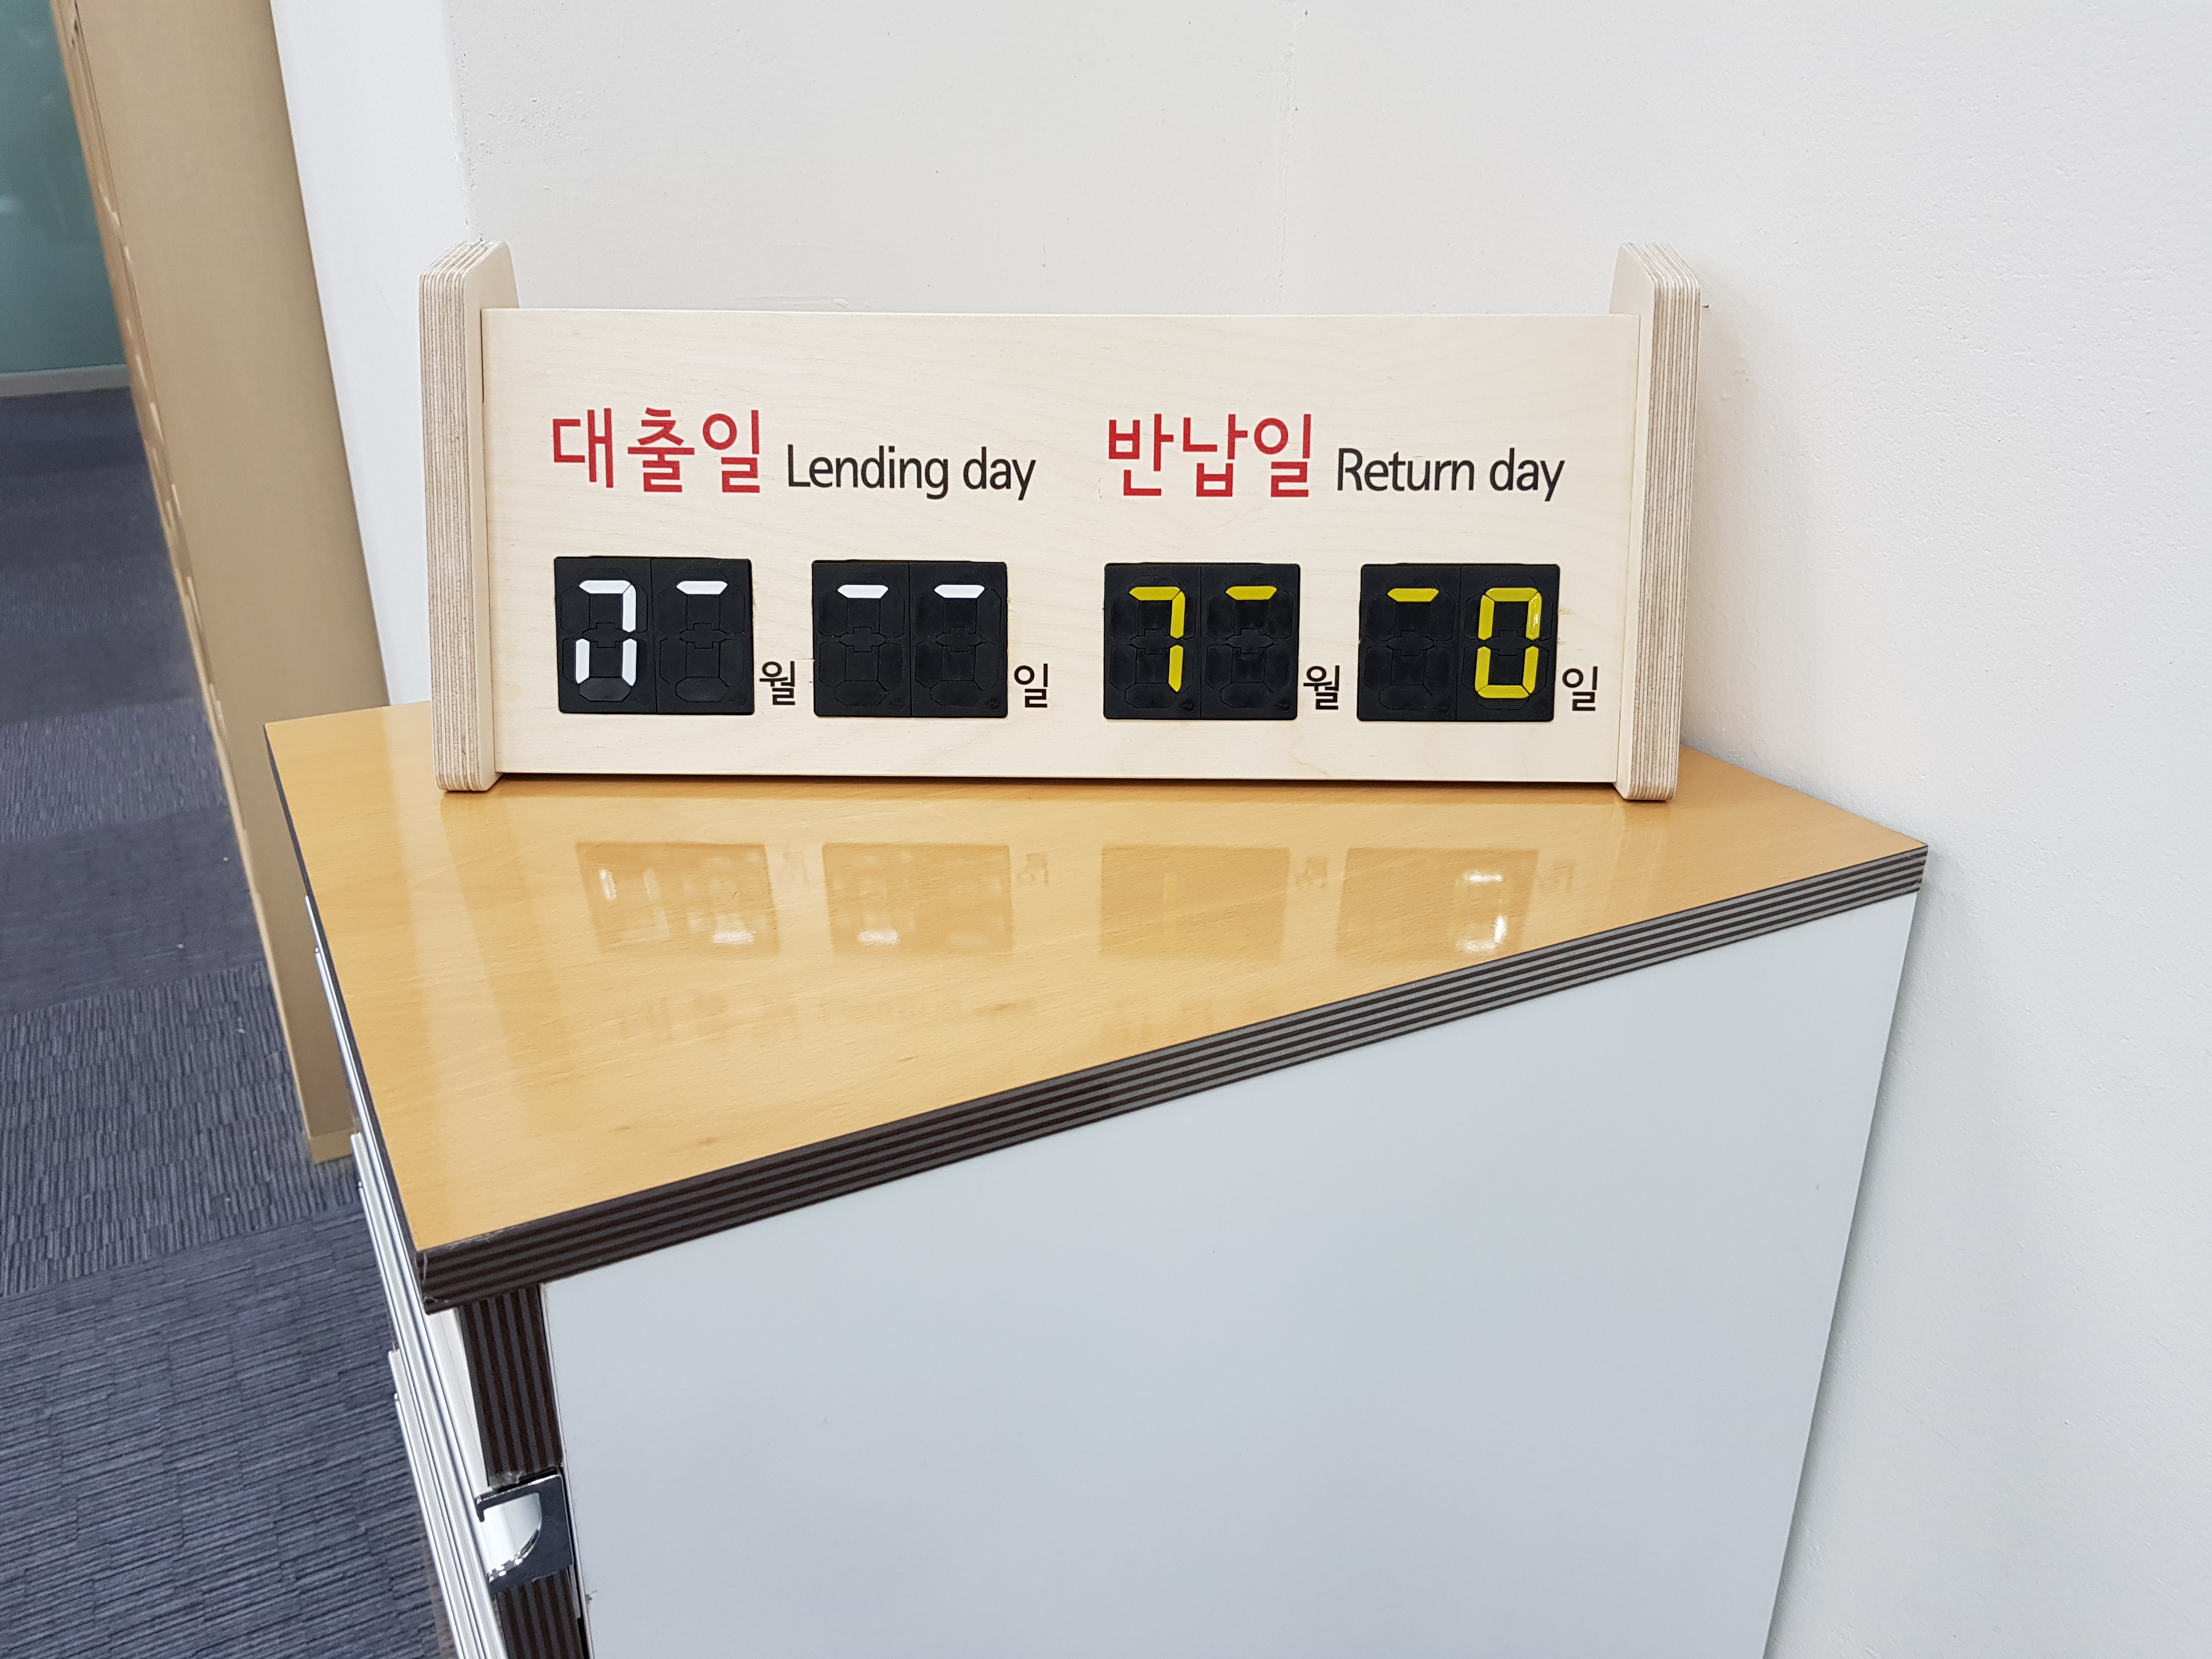 대출일 Lending day 반납일 Return day
월 일 7 월 0 일